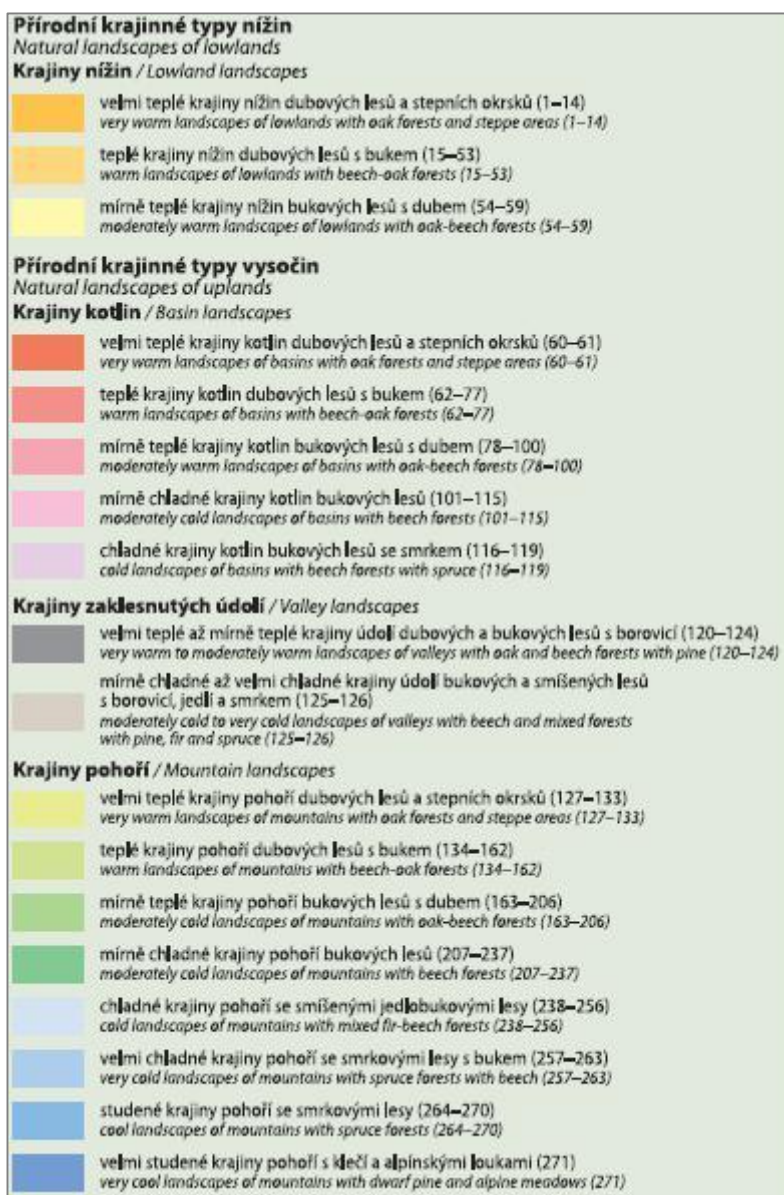 Přírodní krajinné typy nížin
Natural landscapes of lowlands
Krajiny nížin / Lowland landscapes
velmi teplé krajiny nížin dubových lesů a stepních okrsků (1–14)
very warm landscapes of lowlands with oak forests and steppe areas (1–14)
teplé krajiny nížin dubových lesů s bukem (15–53)
warm landscapes of lowlands with beech-oak forests (15–53)
mírně teplé krajiny nížin bukových lesů s dubem (54–59)
moderately warm landscapes of lowlands with oak-beech forests (54–59)
Přírodní krajinné typy vysočin
Natural landscapes of uplands
Krajiny kotlin / Basin landscapes
velmi teplé krajiny kotlin dubových lesů a stepních okrsků (60–61)
very warm landscapes of basins with oak forests and steppe areas (60–61)
teplé krajiny kotlin dubových lesů s bukem (62–77)
warm landscapes of basins with beech-oak forests (62–77)
mírně teplé krajiny kotlin bukových lesů s dubem (78–100)
moderately warm landscapes of basins with oak-beech forests (78–100)
mírně chladné krajiny kotlin bukových lesů (101–115)
moderately cold landscapes of basins with beech forests (101–115)
chladné krajiny kotlin bukových lesů se smrkem (116–119)
cold landscapes of basins with beech forests with spruce (116–119)
Krajiny zaklesnutých údolí / Valley landscapes
velmi teplé až mírně teplé krajiny údolí dubových a bukových lesů s borovicí (120–124)
very warm to moderately warm landscapes of valleys with oak and beech forests with pine (120–124)
mírně chladné až velmi chladné krajiny údolí bukových a smíšených lesů
s borovicí, jedlí a smrkem (125–126)
moderately cold to very cold landscapes of valleys with beech and mixed forests
with pine, fir and spruce (125–126)
Krajiny pohoří / Mountain landscapes
velmi teplé krajiny pohoří dubových lesů a stepních okrsků (127–133)
very warm landscapes of mountains with oak forests and steppe areas (127–133)
teplé krajiny pohoří dubových lesů s bukem (134–162)
warm landscapes of mountains with beech-oak forests (134–162)
mírně teplé krajiny pohoří bukových lesů s dubem (163–206)
moderately cold landscapes of mountains with oak-beech forests (163–206)
mírně chladné krajiny pohoří bukových lesů (207–237)
moderately cold landscapes of mountains with beech forests (207–237)
chladné krajiny pohoří se smíšenými jedlobukovými lesy (238–256)
cold landscapes of mountains with mixed fir-beech forests (238–256)
velmi chladné krajiny pohoří se smrkovými lesy s bukem (257–263)
very cold landscapes of mountains with spruce forests with beech (257–263)
studené krajiny pohoří se smrkovými lesy (264–270)
cool landscapes of mountains with spruce forests (264–270)
velmi studené krajiny pohoří s klečí a alpínskými loukami (271)
very cool landscapes of mountains with dwarf pine and alpine meadows (271)